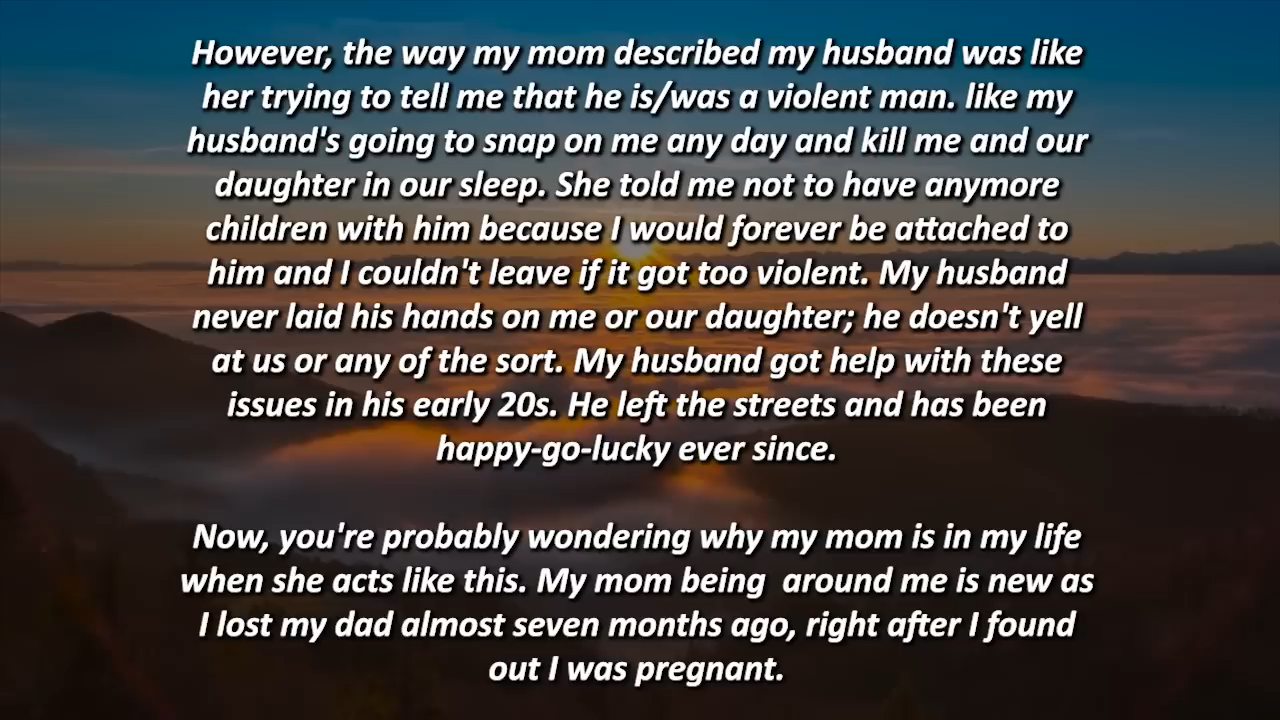 However, the way my mom described my husband was like
her trying to tell me that he is/was a violent man. like my
husband's going to snap on me any day and kill me and our
daughter in our sleep. She told me not to have anymore
children with him because I would forever be attached to
him and I couldn't leave if it got too violent. My husband
never laid his hands on me or our daughter; he doesn't yell
at us or any of the sort. My husband got help with these
issues in his early 20s. He left the streets and has been
happy-go-lucky ever since.
Now, you're probably wondering why my mom is in my life
when she acts like this. My mom being  around me is new as
I lost my dad almost seven months ago, right after I found
out I was pregnant.